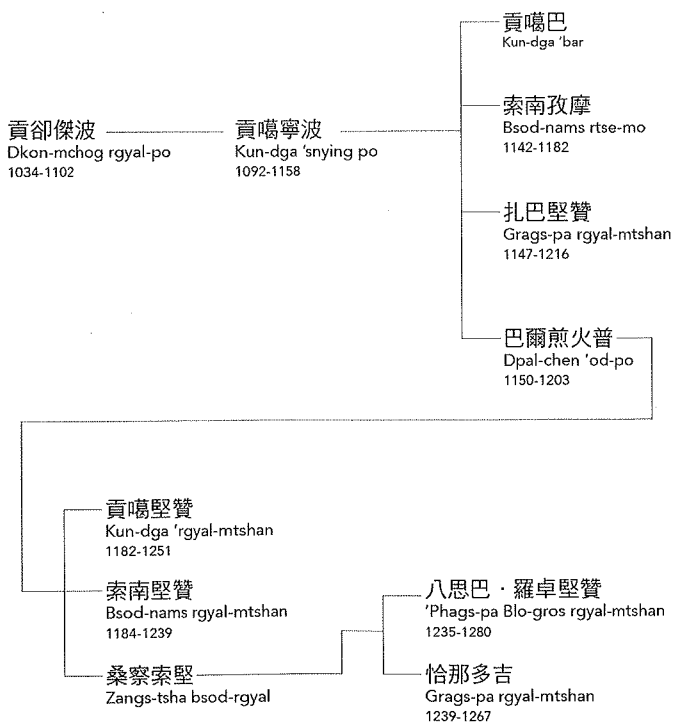 貢噶巴
Kun-dga 'bar
貢卻傑波
Dkon-mchog rgyal-po
1034-1102
貢噶寧波
Kun-dga 'snying po
1092-1158
索南孜摩
Bsod-nams rtse-mo
1142-1182
扎巴堅贊
Grags-pa rgyal-mtshan
1147-1216
巴爾煎火普
Dpal-chen 'od-po
1150-1203
貢噶堅贊
Kun-dga 'rgyal-mtshan
1182-1251
索南堅贊
Bsod-nams rgyal-mtshan
1184-1239
桑察索堅
Zangs-tsha bsod-rgyal
八思巴·羅卓堅贊
'Phags-pa Blo-gros rgyal-mtshan
1235-1280
恰那多吉
Grags-pa rgyal-mtshan
1239-1267